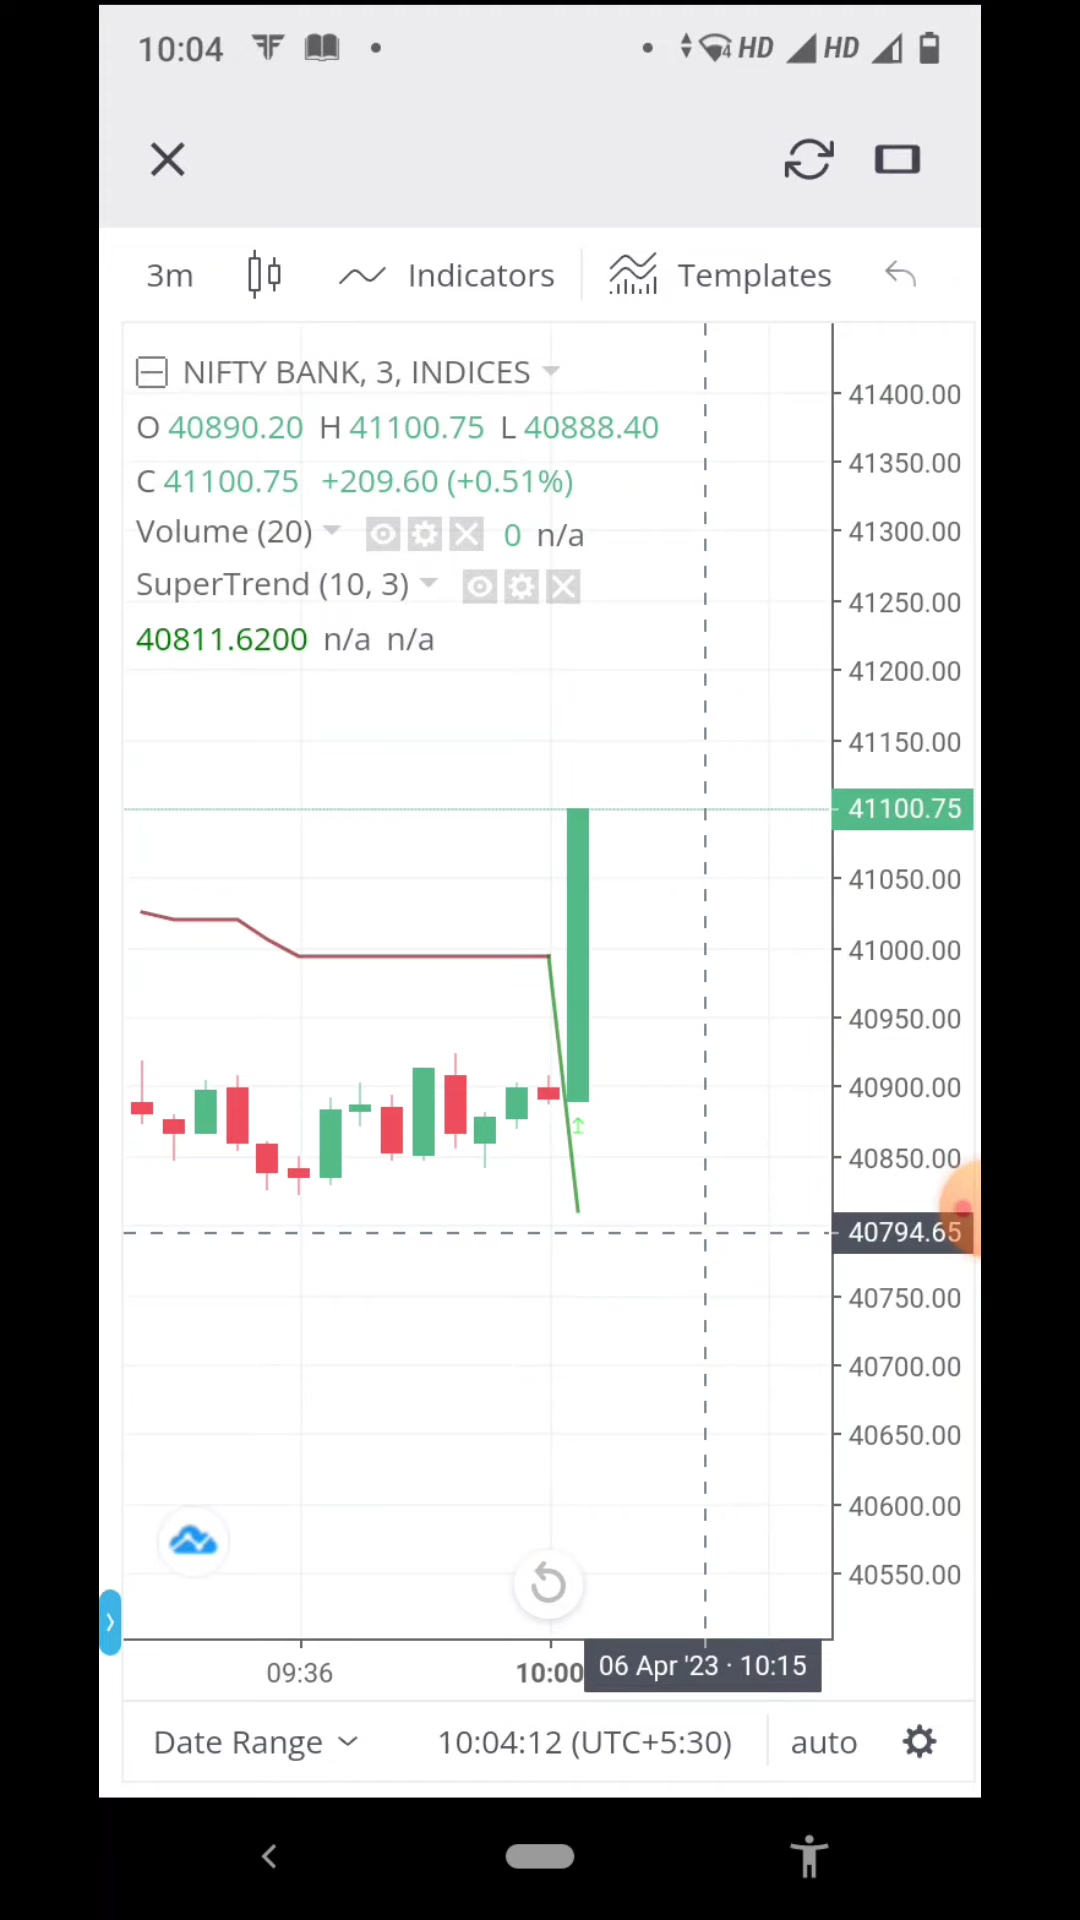 10:04
4 HD HD
3m Indicators Templates
NIFTY BANK, 3, INDICES
O 40890.20 H 41100.75 L 40888.40
C 41100.75 +209.60 (+0.51%)
Volume (20) 0 n/a
SuperTrend (10, 3)
40811.6200 n/a n/a
41400.00
41350.00
41300.00
41250.00
41200.00
41150.00
41100.75
41050.00
41000.00
40950.00
40900.00
40850.00
40794.65
40750.00
40700.00
40650.00
40600.00
40550.00
09:36 10:00 06 Apr '23 · 10:15
Date Range 10:04:12 (UTC+5:30) auto